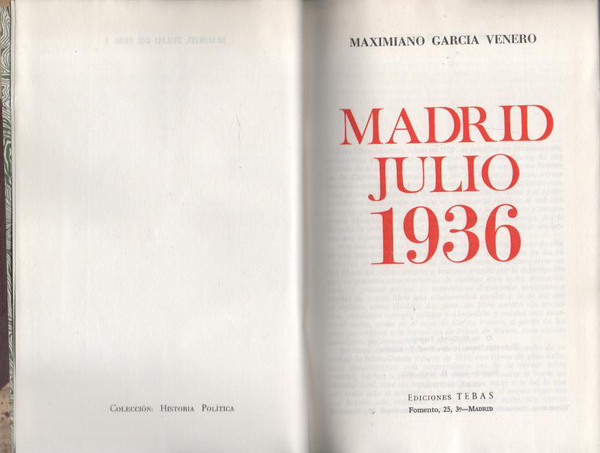 COLECCIÓN: HISTORIA POLÍTICA
MAXIMIANO GARCIA VENERO
MADRID
JULIO
1936
EDICIONES TEBAS
Fomento, 25, 3º—MADRID